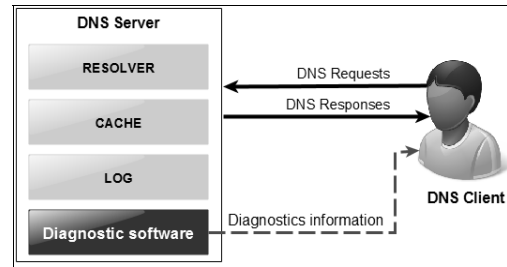 DNS Server
RESOLVER
CACHE
LOG
Diagnostic software
DNS Requests
DNS Responses
Diagnostics information
DNS Client